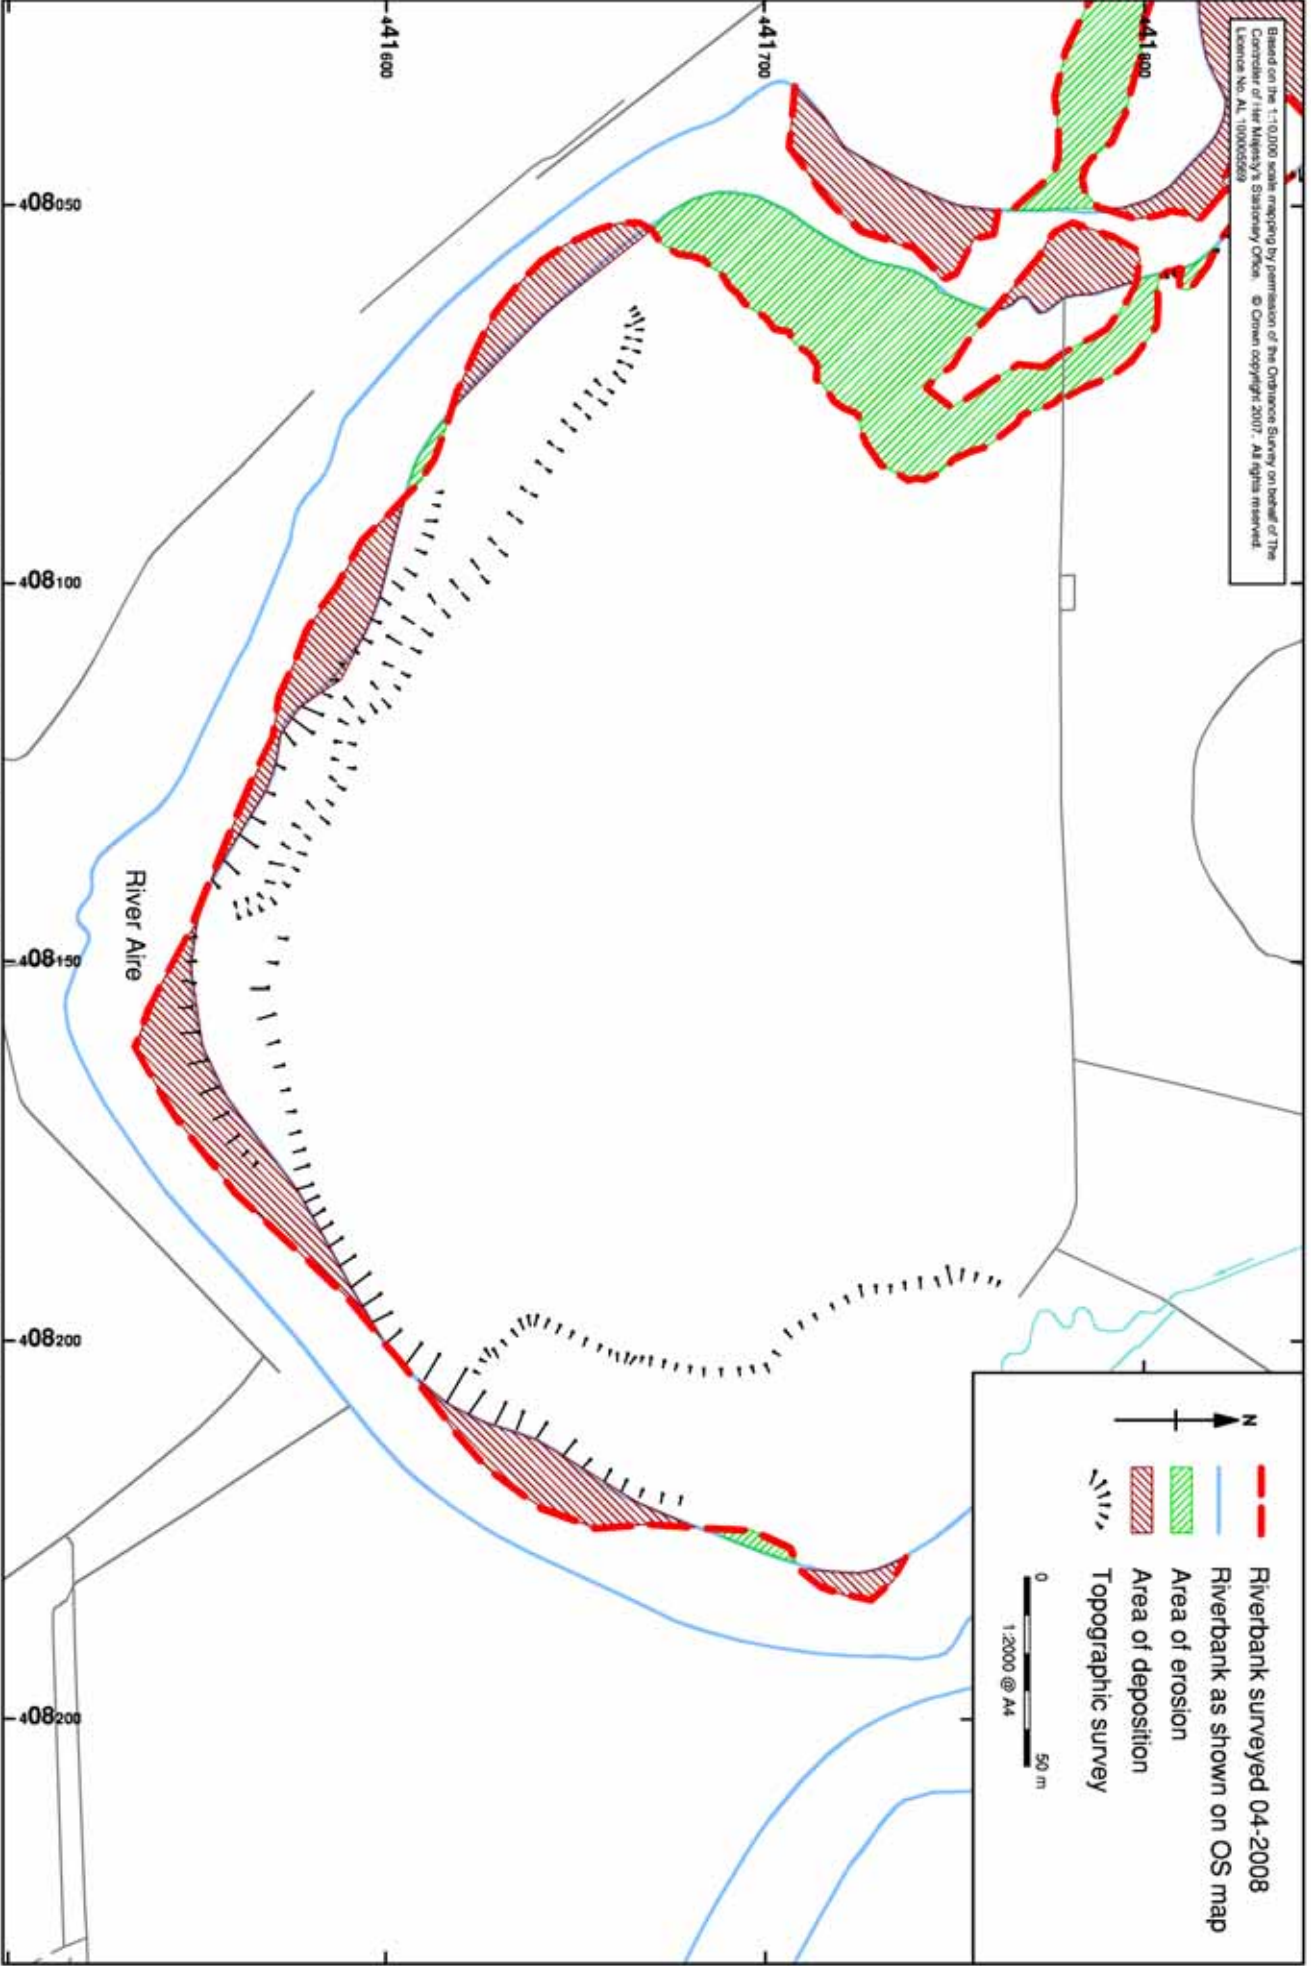 Based on the 1:10,000 scale mapping by permission of the Ordnance Survey on behalf of The
Controller of Her Majesty's Stationary Office. © Crown copyright 2007. All rights reserved.
Licence No. AL 100005569
441600
441700
441800
408050
408100
408150
408200
408200
River Aire
N
Riverbank surveyed 04-2008
Riverbank as shown on OS map
Area of erosion
Area of deposition
Topographic survey
0
50 m
1:2000 @ A4